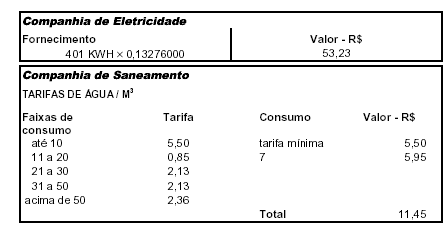 Companhia de Eletricidade
Fornecimento Valor - R$
401 KWH × 0,13276000 53,23
Companhia de Saneamento
TARIFAS DE ÁGUA / M³
Faixas de consumo Tarifa Consumo Valor - R$
até 10 5,50 tarifa mínima 5,50
11 a 20 0,85 7 5,95
21 a 30 2,13
31 a 50 2,13
acima de 50 2,36
Total 11,45